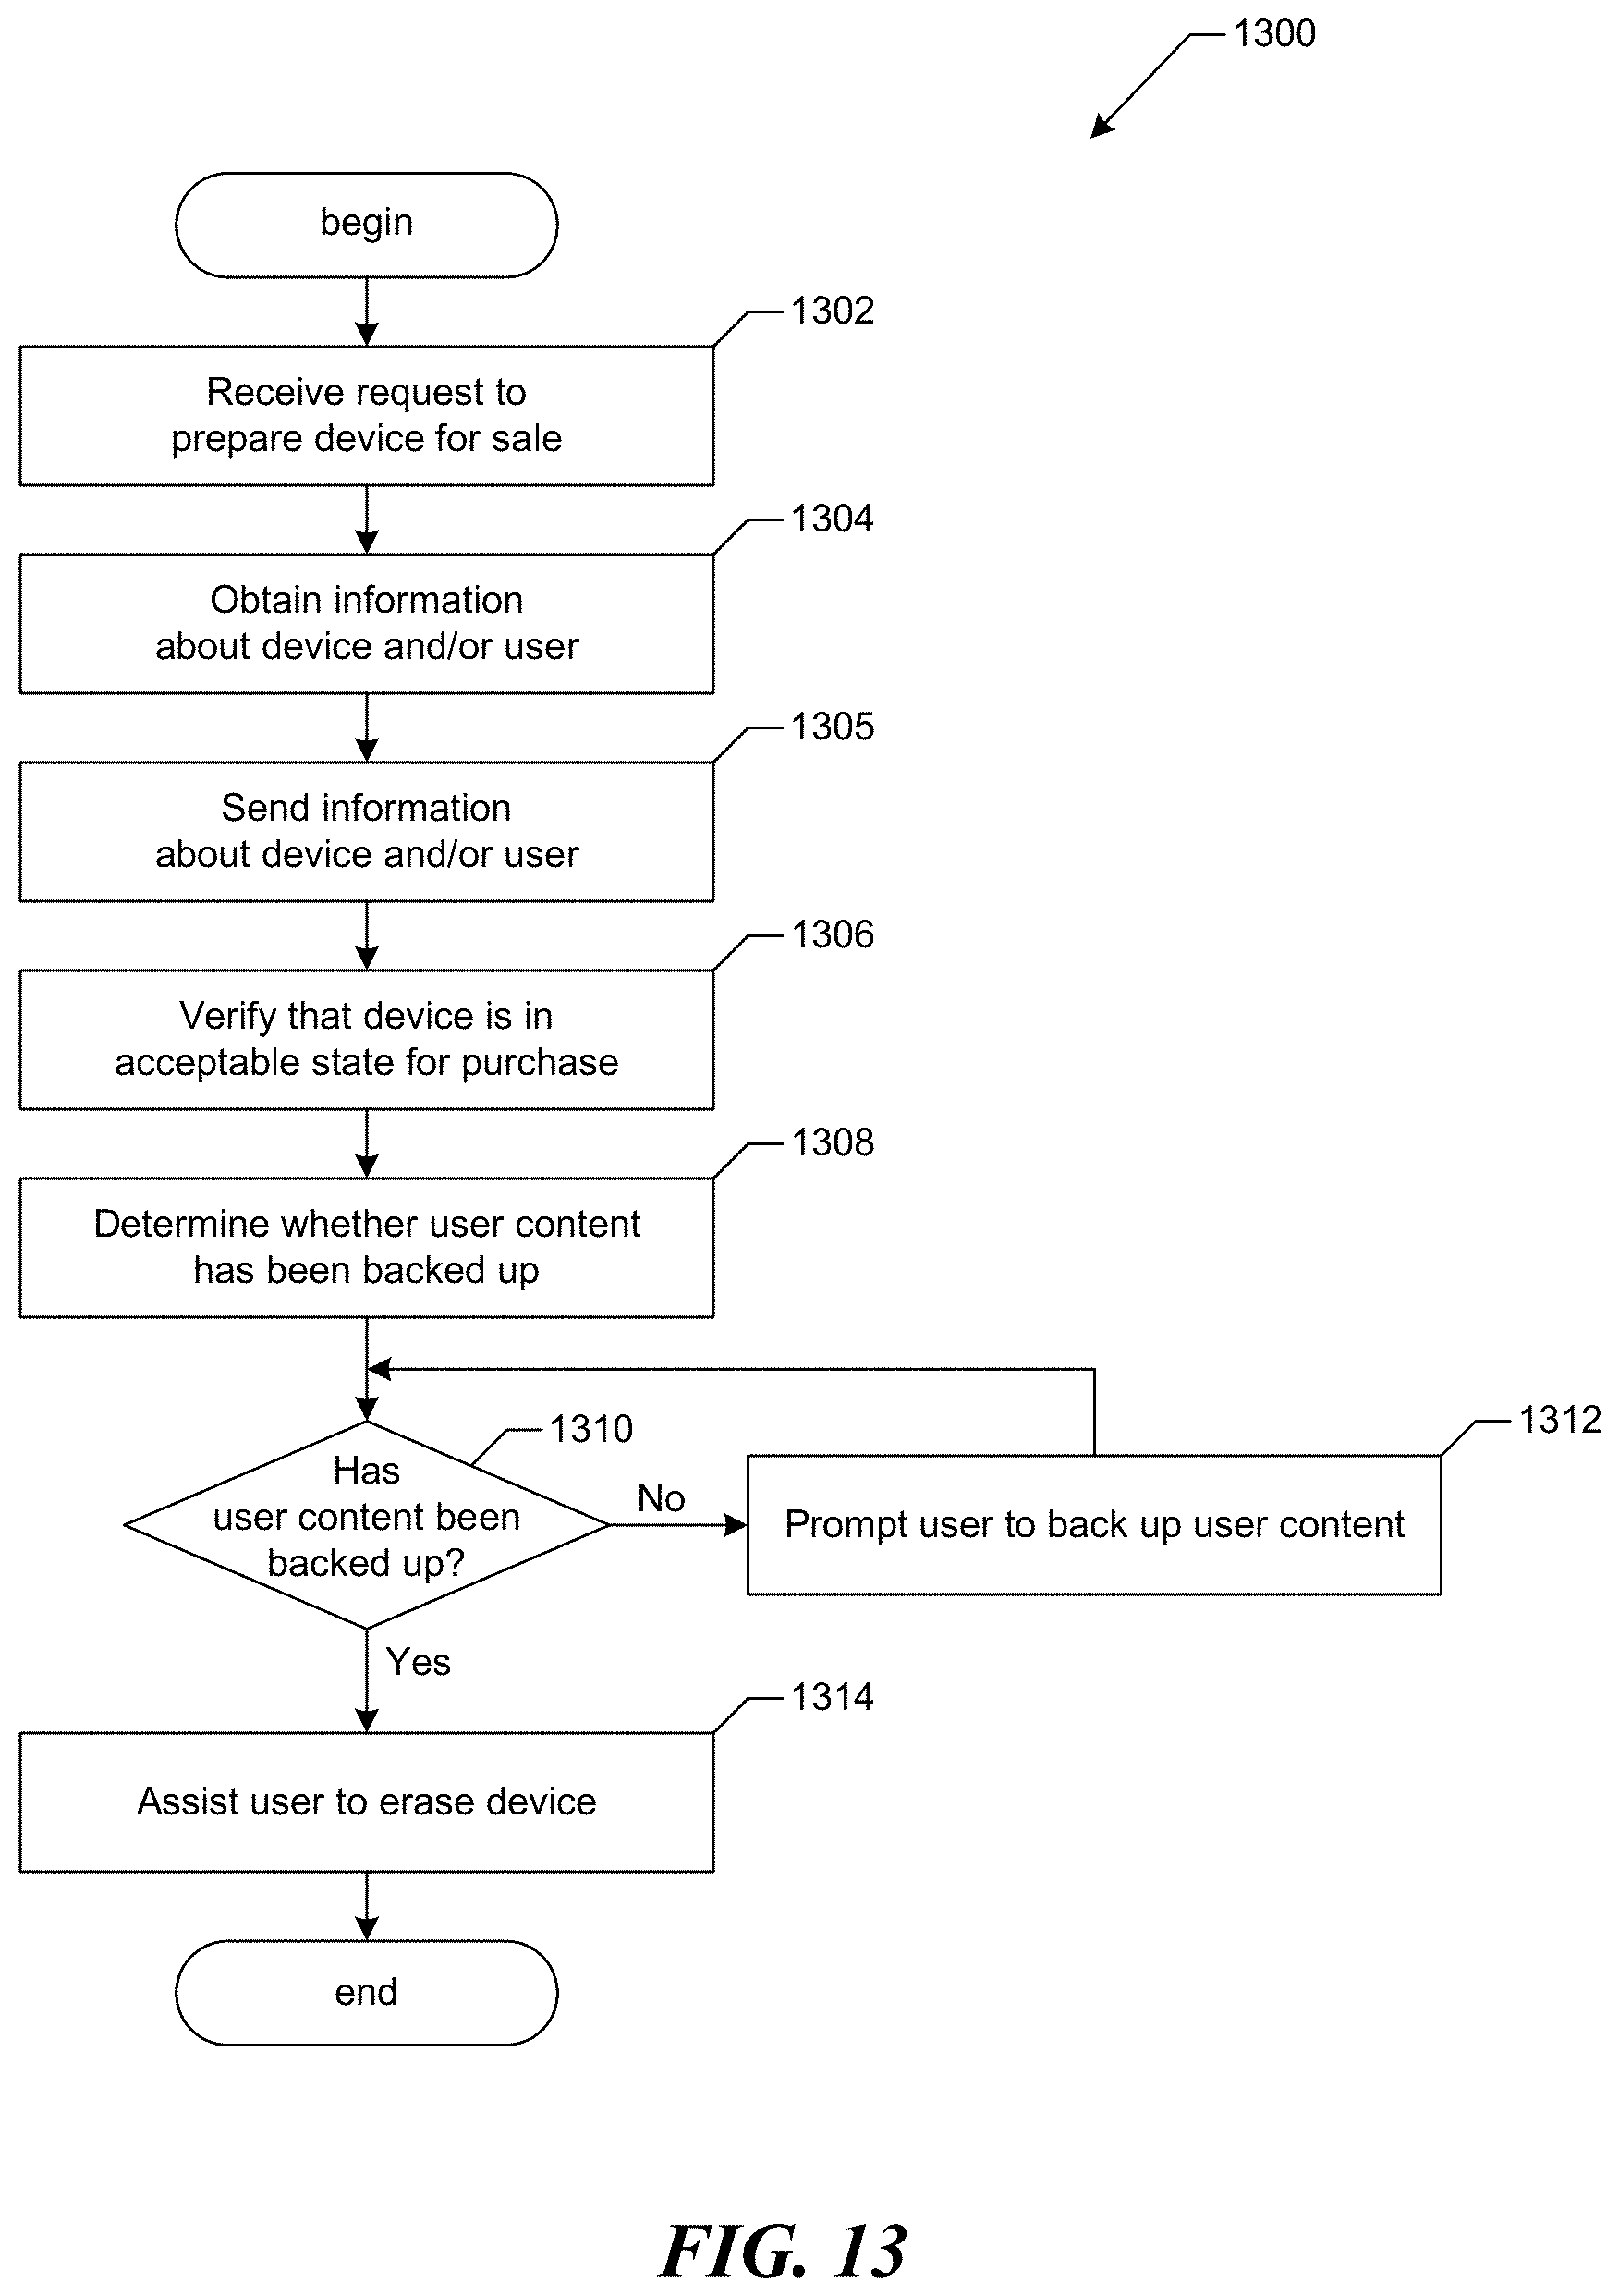 1300
begin
1302
Receive request to
prepare device for sale
1304
Obtain information
about device and/or user
1305
Send information
about device and/or user
1306
Verify that device is in
acceptable state for purchase
1308
Determine whether user content
has been backed up
1310
Has
user content been
backed up?
No
1312
Prompt user to back up user content
Yes
1314
Assist user to erase device
end
FIG. 13